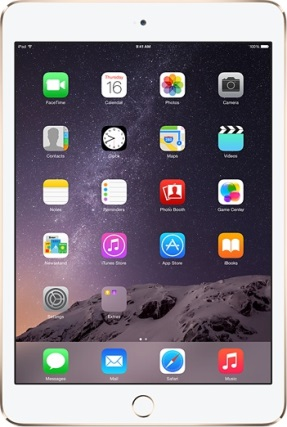 iPad 9:41 AM 100%
Thursday
16
FaceTime Calendar Photos Camera
Contacts Clock Maps Videos
Notes Reminders Photo Booth Game Center
Newsstand iTunes Store App Store iBooks
Settings Extras
Messages Mail Safari Music